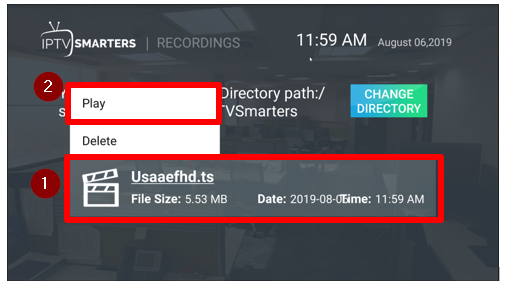 IPTV SMARTERS | RECORDINGS 11:59 AM August 06,2019
2
Play
Directory path:/
TVSmarters
CHANGE
DIRECTORY
Delete
1
Usaaefhd.ts
File Size: 5.53 MB Date: 2019-08-06 Time: 11:59 AM